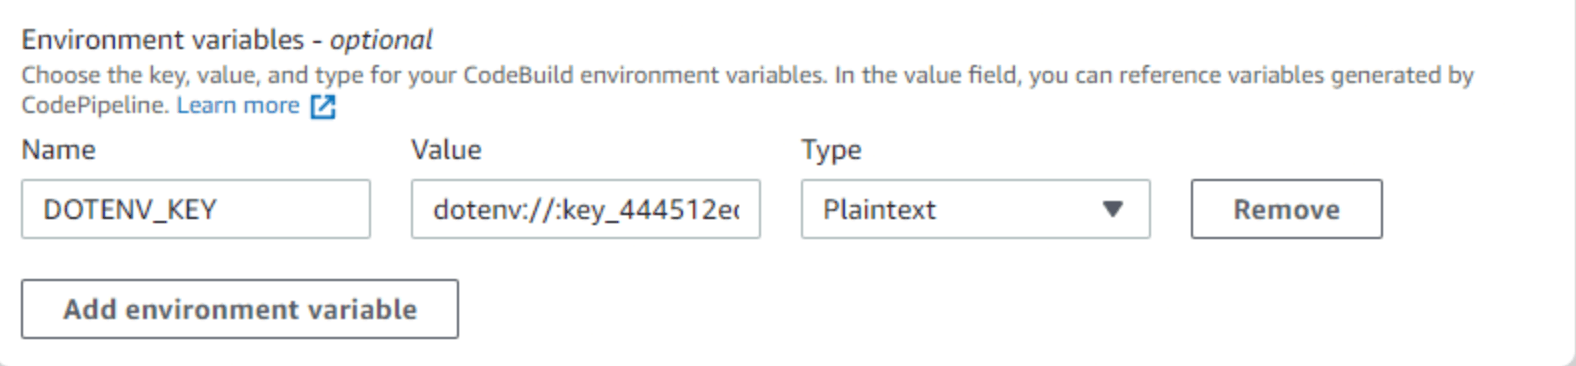 Environment variables - optional
Choose the key, value, and type for your CodeBuild environment variables. In the value field, you can reference variables generated by
CodePipeline. Learn more
Name Value Type
DOTENV_KEY dotenv://:key_444512e Plaintext Remove
Add environment variable